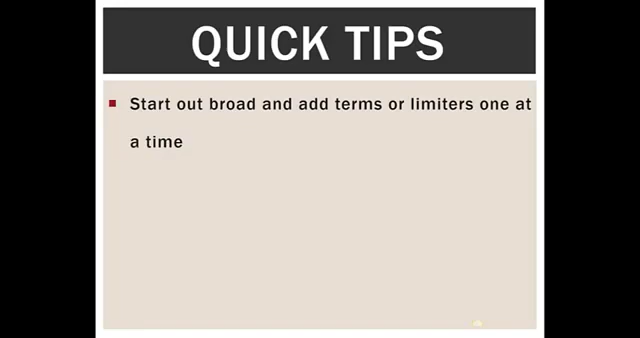 QUICK TIPS
Start out broad and add terms or limiters one at
a time